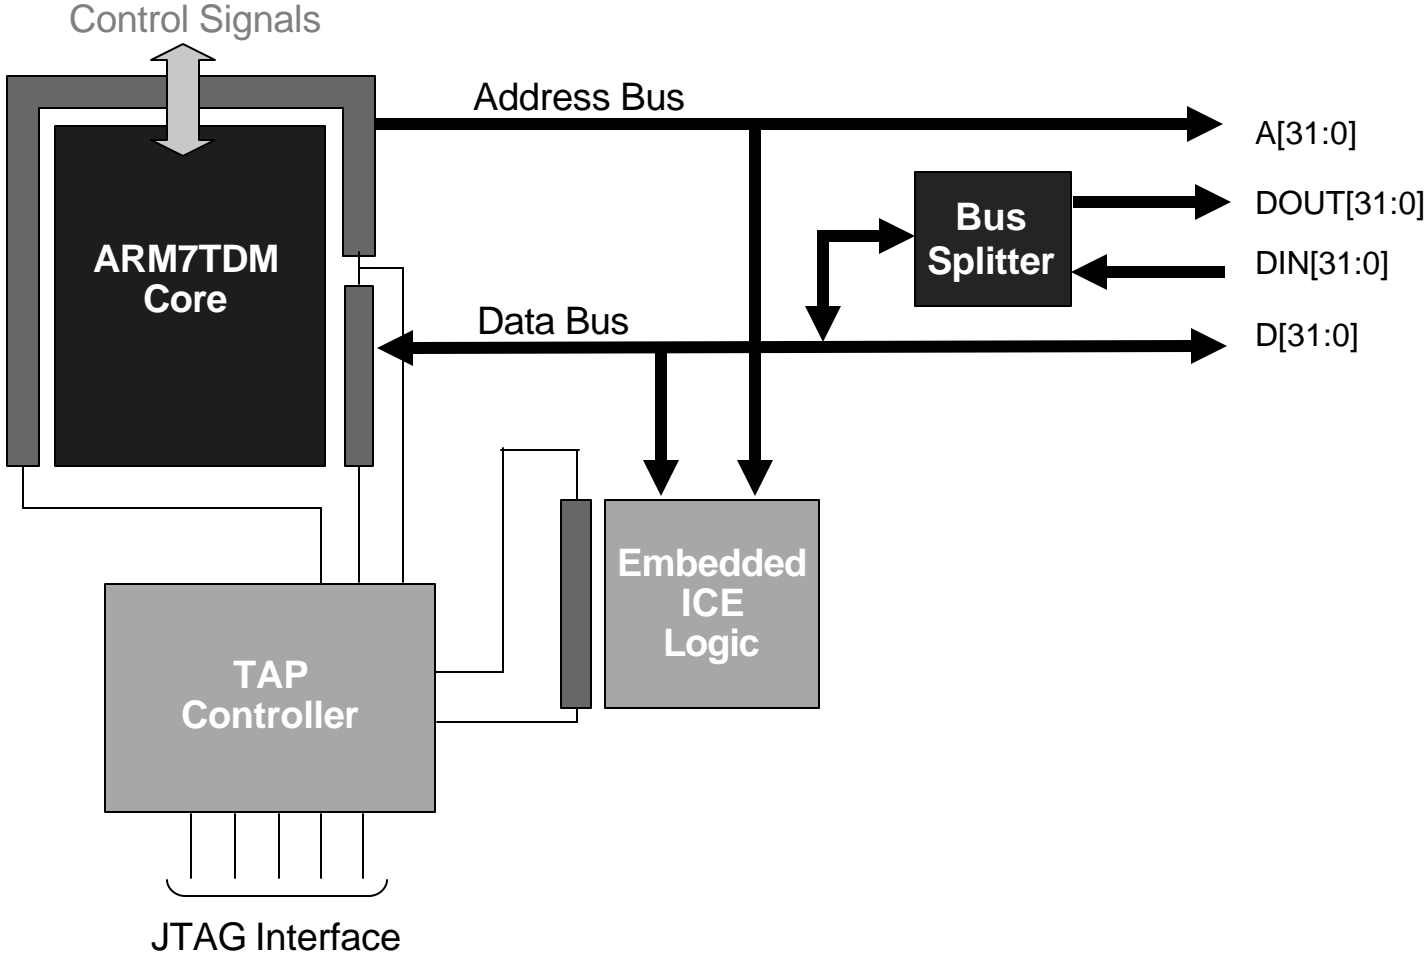 Control Signals
Address Bus
A[31:0]
Bus
Splitter
DOUT[31:0]
DIN[31:0]
ARM7TDM
Core
Data Bus
D[31:0]
Embedded
ICE
Logic
TAP
Controller
JTAG Interface